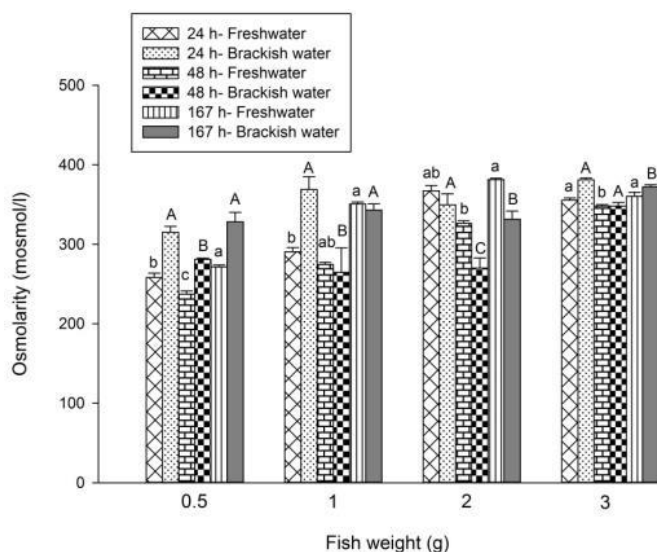 24 h- Freshwater
24 h- Brackish water
48 h- Freshwater
48 h- Brackish water
167 h- Freshwater
167 h- Brackish water
Osmolarity (mosmol/l)
500
400
300
200
100
0
b A c B a A
b A ab B a A
ab A b C a B
a A b A a B
0.5 1 2 3
Fish weight (g)